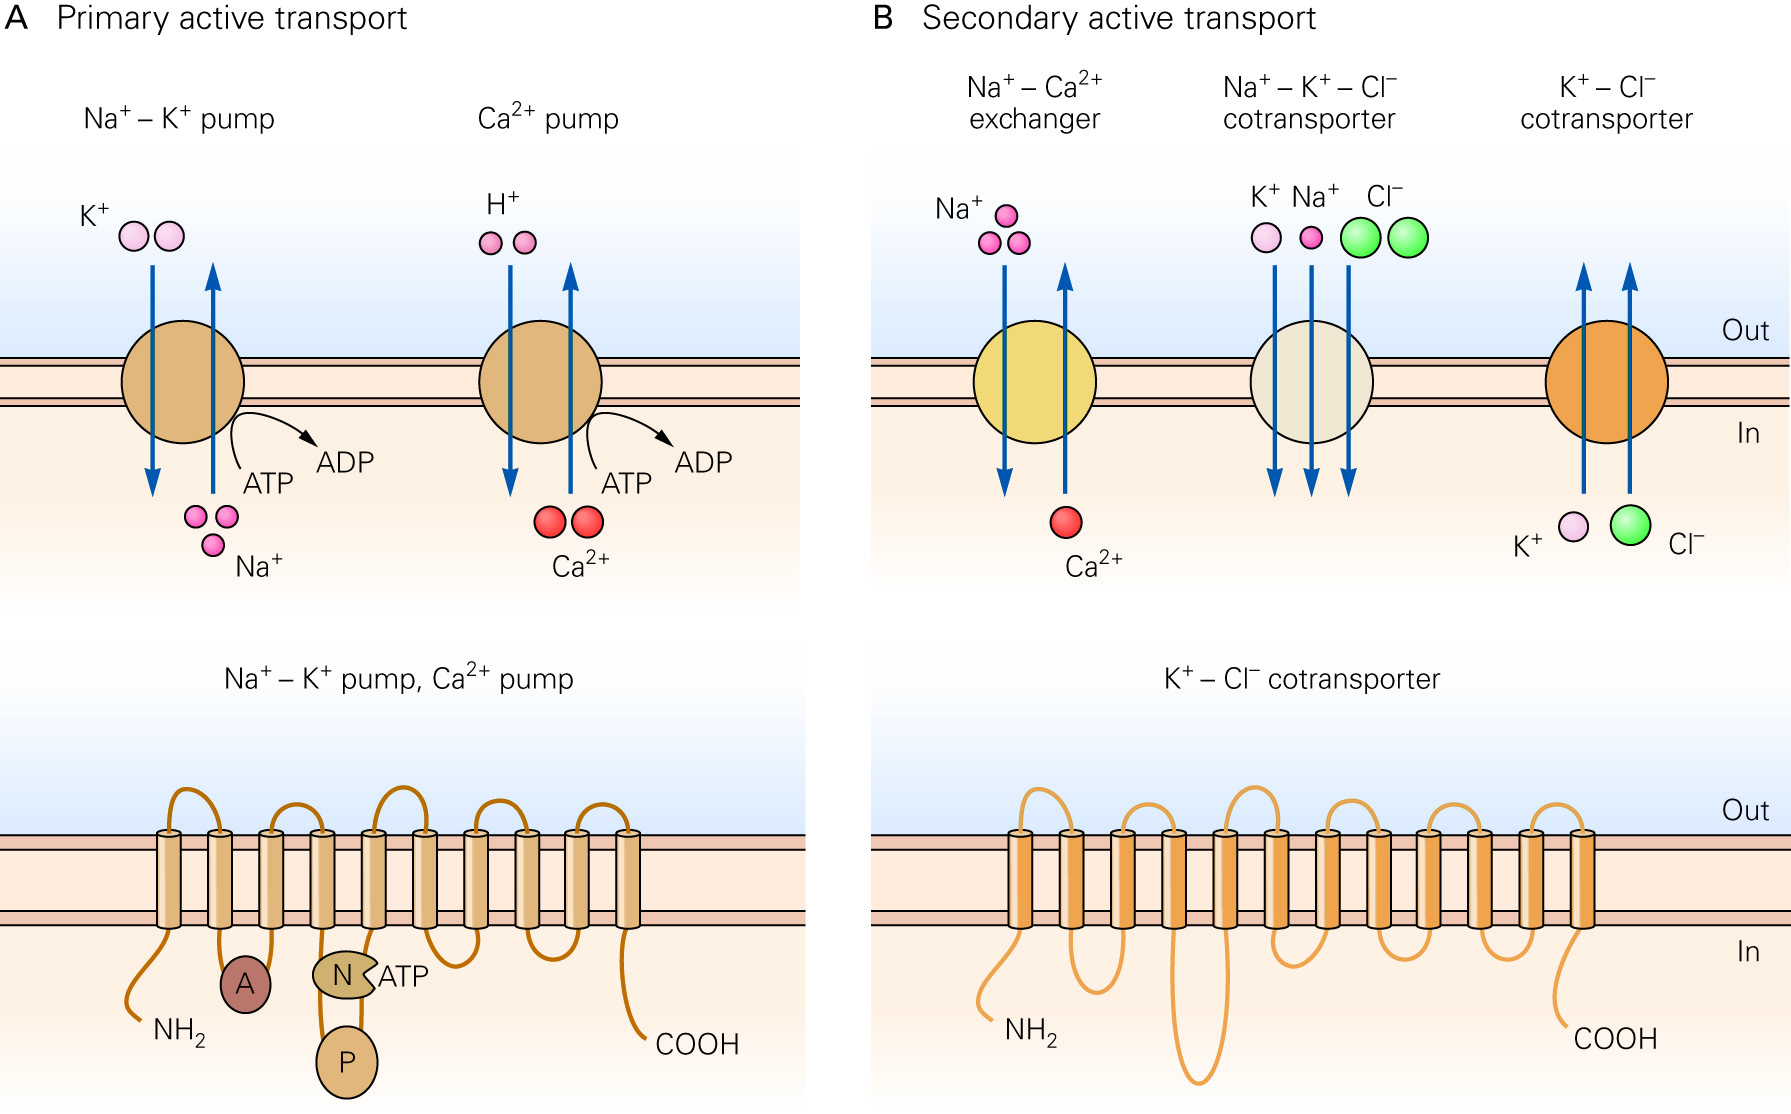 A Primary active transport
Na⁺ – K⁺ pump
Ca²⁺ pump
K⁺
H⁺
ATP
ADP
ATP
ADP
Na⁺
Ca²⁺
Na⁺ – K⁺ pump, Ca²⁺ pump
A
N
ATP
P
NH₂
COOH
B Secondary active transport
Na⁺ – Ca²⁺
exchanger
Na⁺ – K⁺ – Cl⁻
cotransporter
K⁺ – Cl⁻
cotransporter
Na⁺
K⁺ Na⁺ Cl⁻
Out
In
Ca²⁺
K⁺
Cl⁻
K⁺ – Cl⁻ cotransporter
Out
In
NH₂
COOH